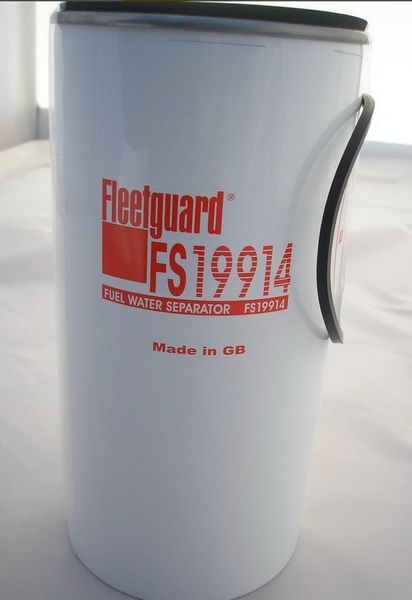 Fleetguard®
FS19914
FUEL WATER SEPARATOR FS19914
Made in GB